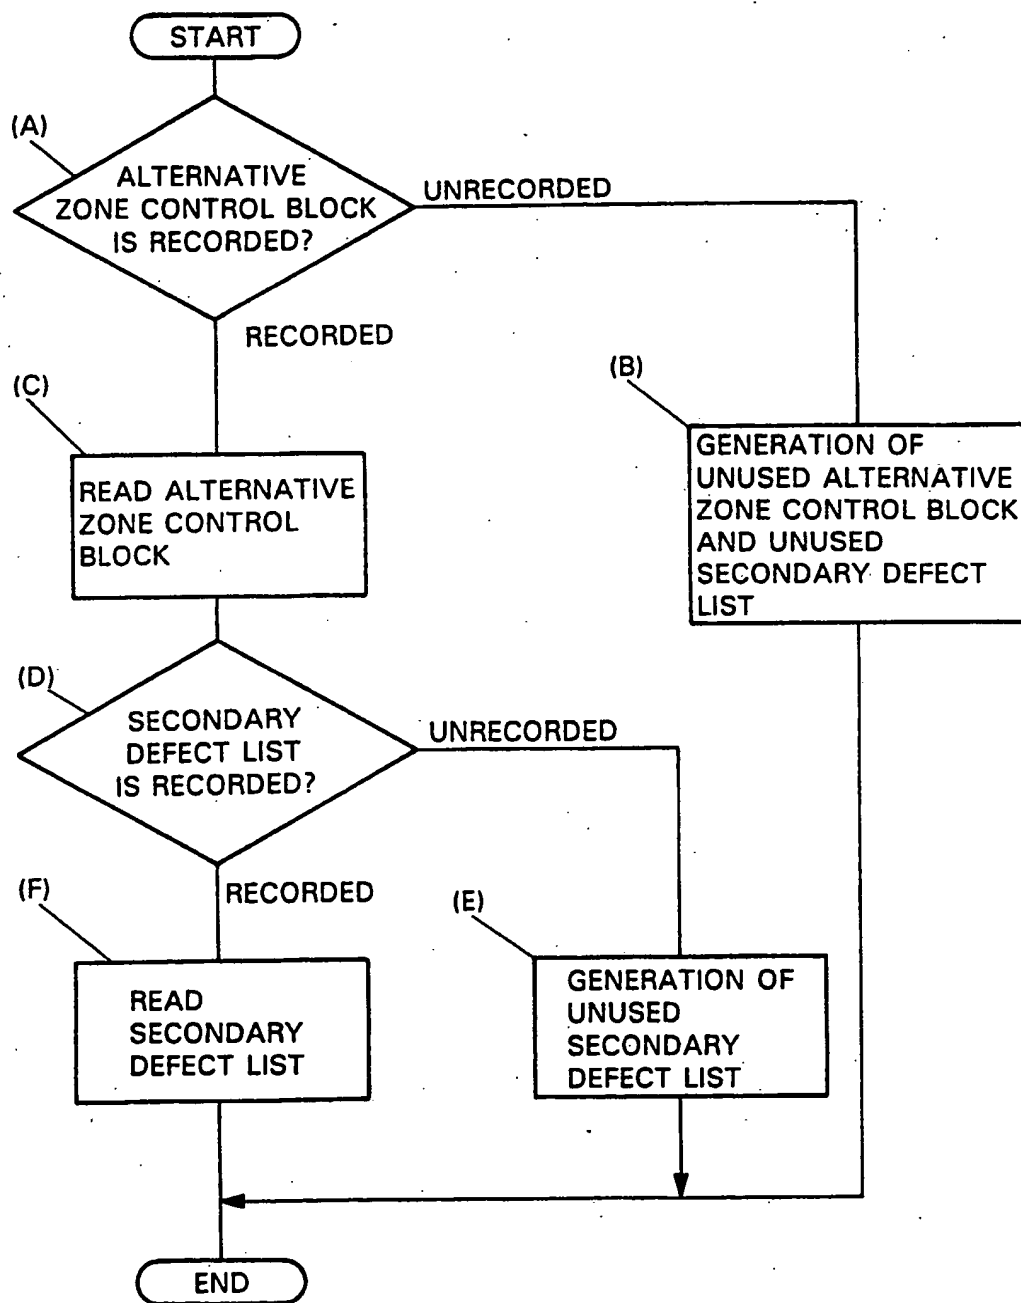 START
(A)
ALTERNATIVE
ZONE CONTROL BLOCK
IS RECORDED?
UNRECORDED
RECORDED
(C)
(B)
READ ALTERNATIVE
ZONE CONTROL
BLOCK
GENERATION OF
UNUSED ALTERNATIVE
ZONE CONTROL BLOCK
AND UNUSED
SECONDARY DEFECT
LIST
(D)
SECONDARY
DEFECT LIST
IS RECORDED?
UNRECORDED
RECORDED
(F)
(E)
READ
SECONDARY
DEFECT LIST
GENERATION OF
UNUSED
SECONDARY
DEFECT LIST
END